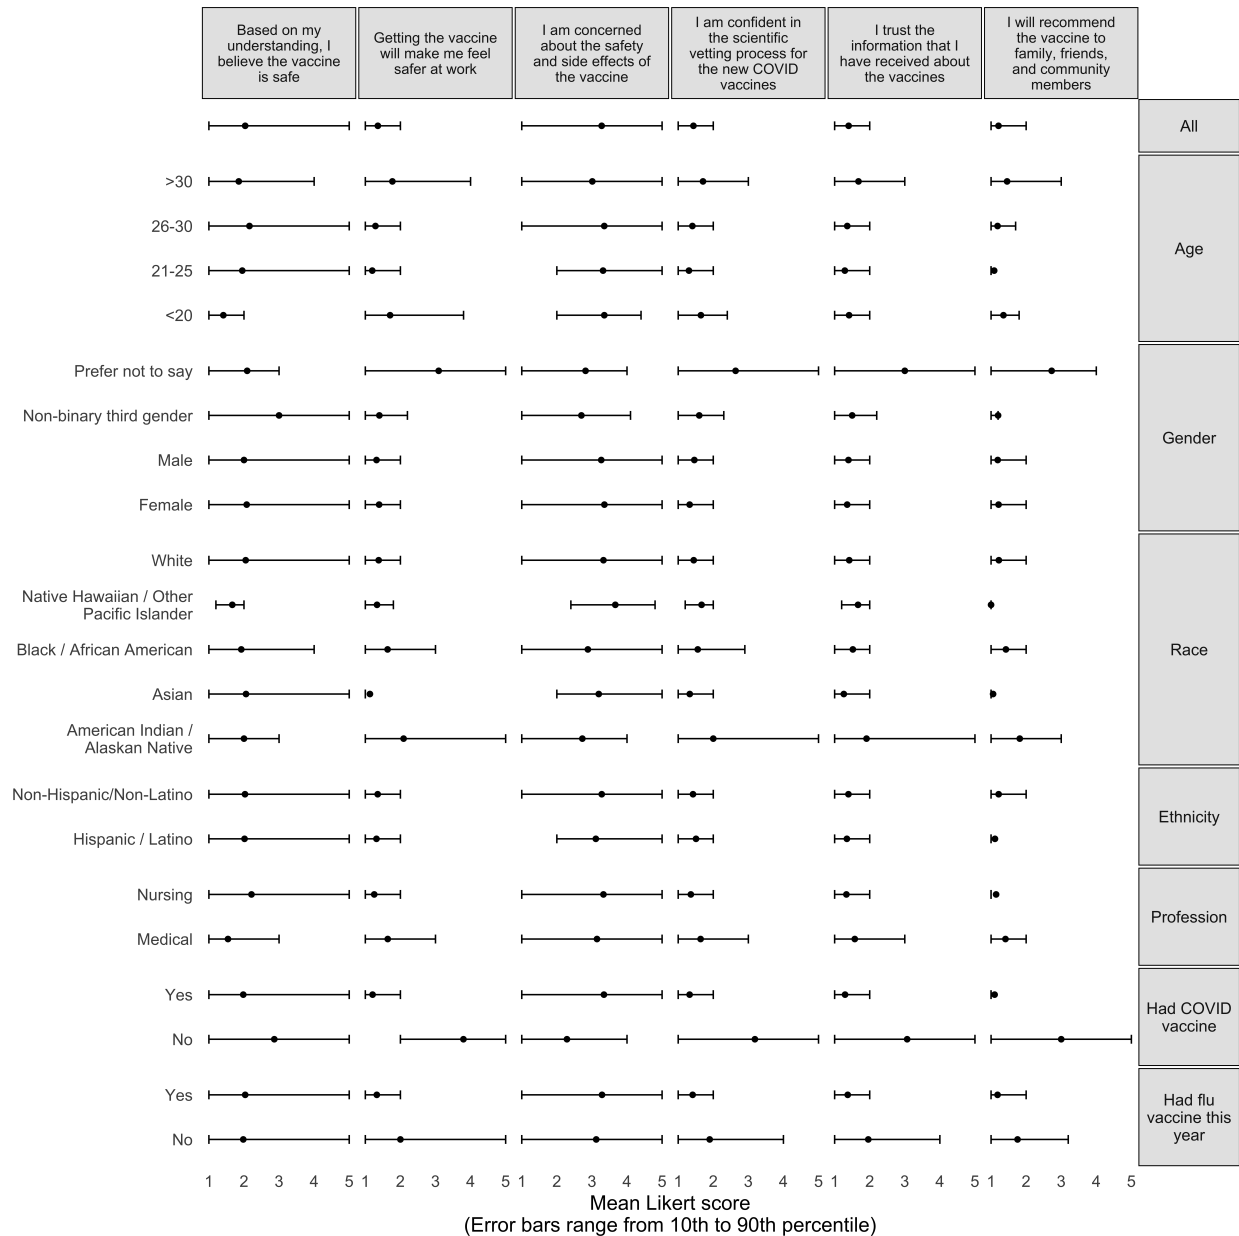 Based on my
understanding, I
believe the vaccine
is safe
Getting the vaccine
will make me feel
safer at work
I am concerned
about the safety
and side effects of
the vaccine
I am confident in
the scientific
vetting process for
the new COVID
vaccines
I trust the
information that I
have received about
the vaccines
I will recommend
the vaccine to
family, friends,
and community
members
All
>30
26-30
21-25
<20
Age
Prefer not to say
Non-binary third gender
Male
Female
Gender
White
Native Hawaiian / Other
Pacific Islander
Black / African American
Asian
American Indian /
Alaskan Native
Race
Non-Hispanic/Non-Latino
Hispanic / Latino
Ethnicity
Nursing
Medical
Profession
Yes
No
Had COVID
vaccine
Yes
No
Had flu
vaccine this
year
1 2 3 4 5 1 2 3 4 5 1 2 3 4 5 1 2 3 4 5 1 2 3 4 5 1 2 3 4 5
Mean Likert score
(Error bars range from 10th to 90th percentile)